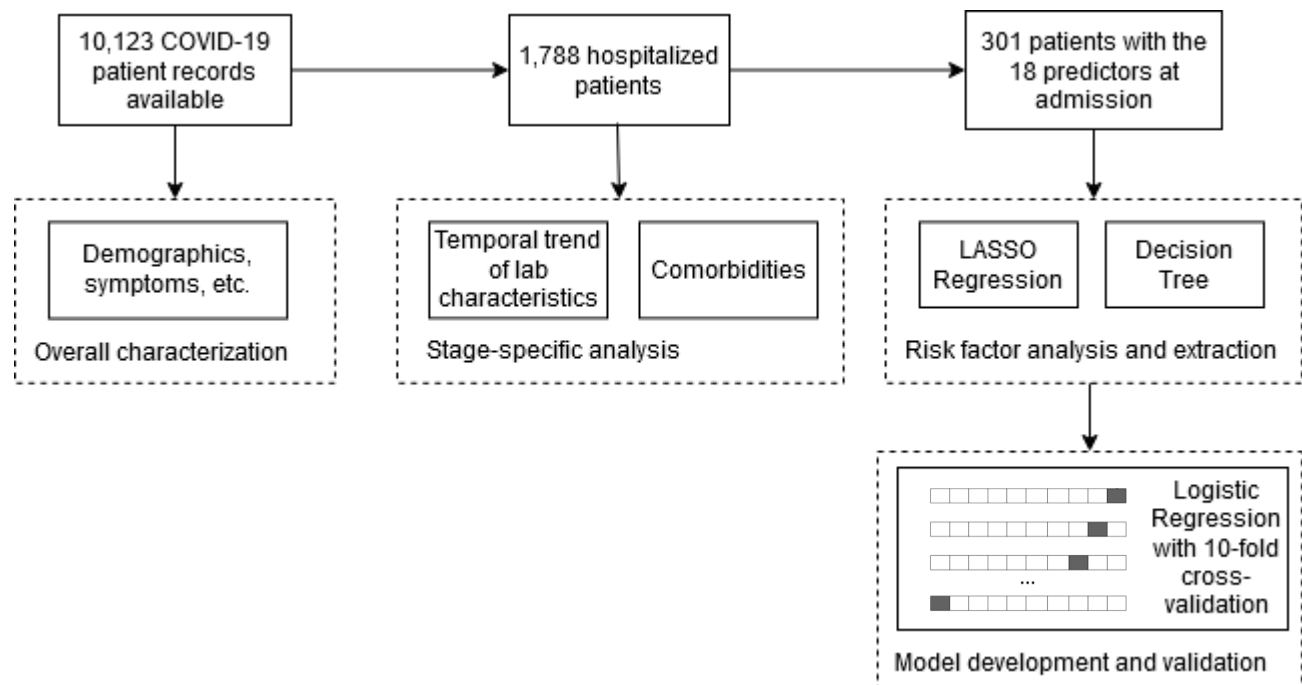 10,123 COVID-19
patient records
available
1,788 hospitalized
patients
301 patients with the
18 predictors at
admission
Demographics,
symptoms, etc.
Overall characterization
Temporal trend
of lab
characteristics
Comorbidities
Stage-specific analysis
LASSO
Regression
Decision
Tree
Risk factor analysis and extraction
...
Logistic
Regression
with 10-fold
cross-
validation
Model development and validation